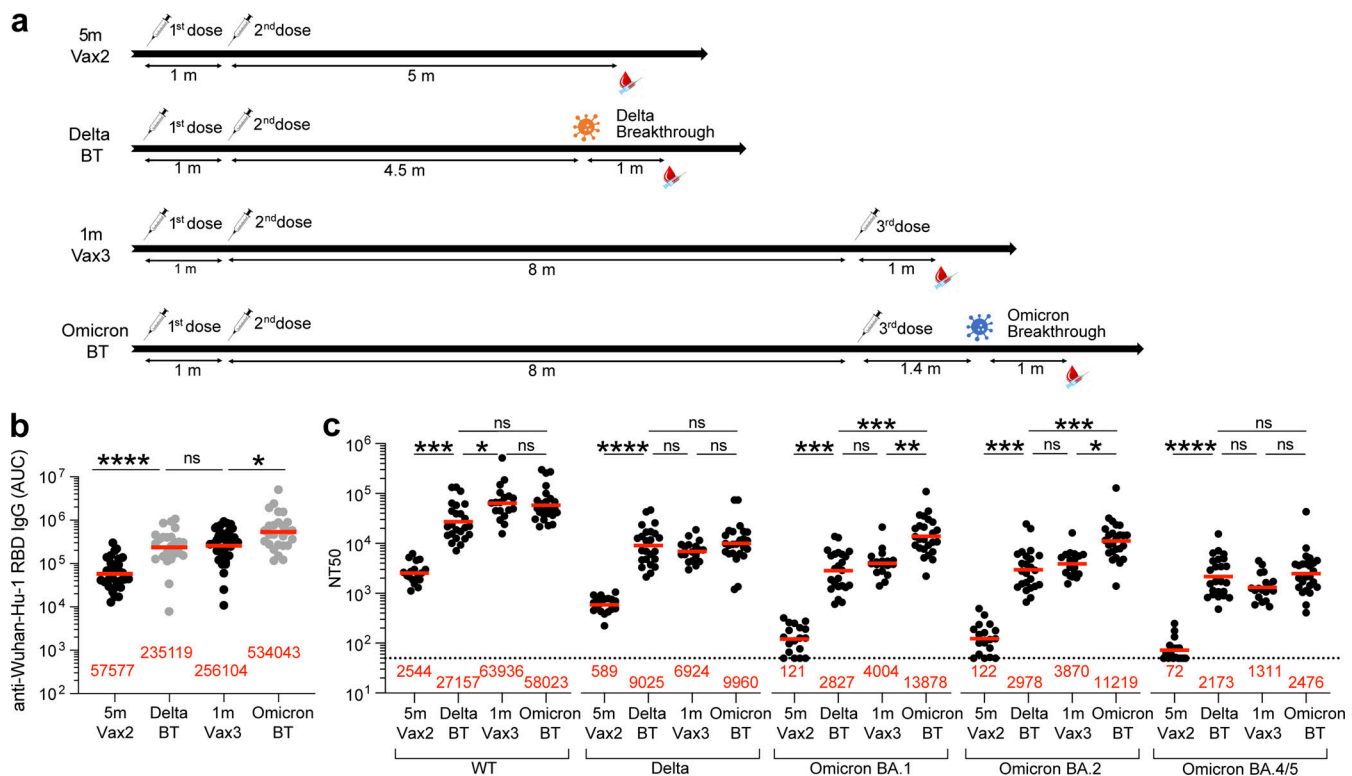 a
5m
Vax2
1st dose
2nd dose
1 m
5 m
Delta
BT
1st dose
2nd dose
Delta
Breakthrough
1 m
4.5 m
1 m
1m
Vax3
1st dose
2nd dose
3rd dose
1 m
8 m
1 m
Omicron
BT
1st dose
2nd dose
3rd dose
Omicron
Breakthrough
1 m
8 m
1.4 m
1 m
b
anti-Wuhan-Hu-1 RBD IgG (AUC)
**** ns *
10^7
10^6
10^5
10^4
10^3
10^2
57577 235119 256104 534043
5m Vax2
Delta BT
1m Vax3
Omicron BT
c
NT50
10^6
10^5
10^4
10^3
10^2
10^1
ns
*** * ns
2544 27157 63936 58023
5m Vax2
Delta BT
1m Vax3
Omicron BT
WT
ns
**** ns ns
589 9025 6924 9960
5m Vax2
Delta BT
1m Vax3
Omicron BT
Delta
***
*** ns **
121 2827 4004 13878
5m Vax2
Delta BT
1m Vax3
Omicron BT
Omicron BA.1
***
*** ns *
122 2978 3870 11219
5m Vax2
Delta BT
1m Vax3
Omicron BT
Omicron BA.2
ns
**** ns ns
72 2173 1311 2476
5m Vax2
Delta BT
1m Vax3
Omicron BT
Omicron BA.4/5